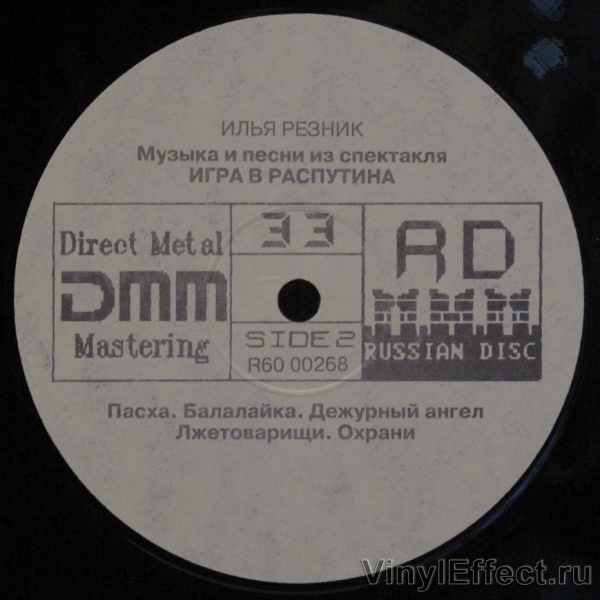 ИЛЬЯ РЕЗНИК
Музыка и песни из спектакля
ИГРА В РАСПУТИНА
Direct Metal
DMM
Mastering
33
SIDE 2
R60 00268
RD
RUSSIAN DISC
Пасха. Балалайка. Дежурный ангел
Лжетоварищи. Охрани
VinylEffect.ru